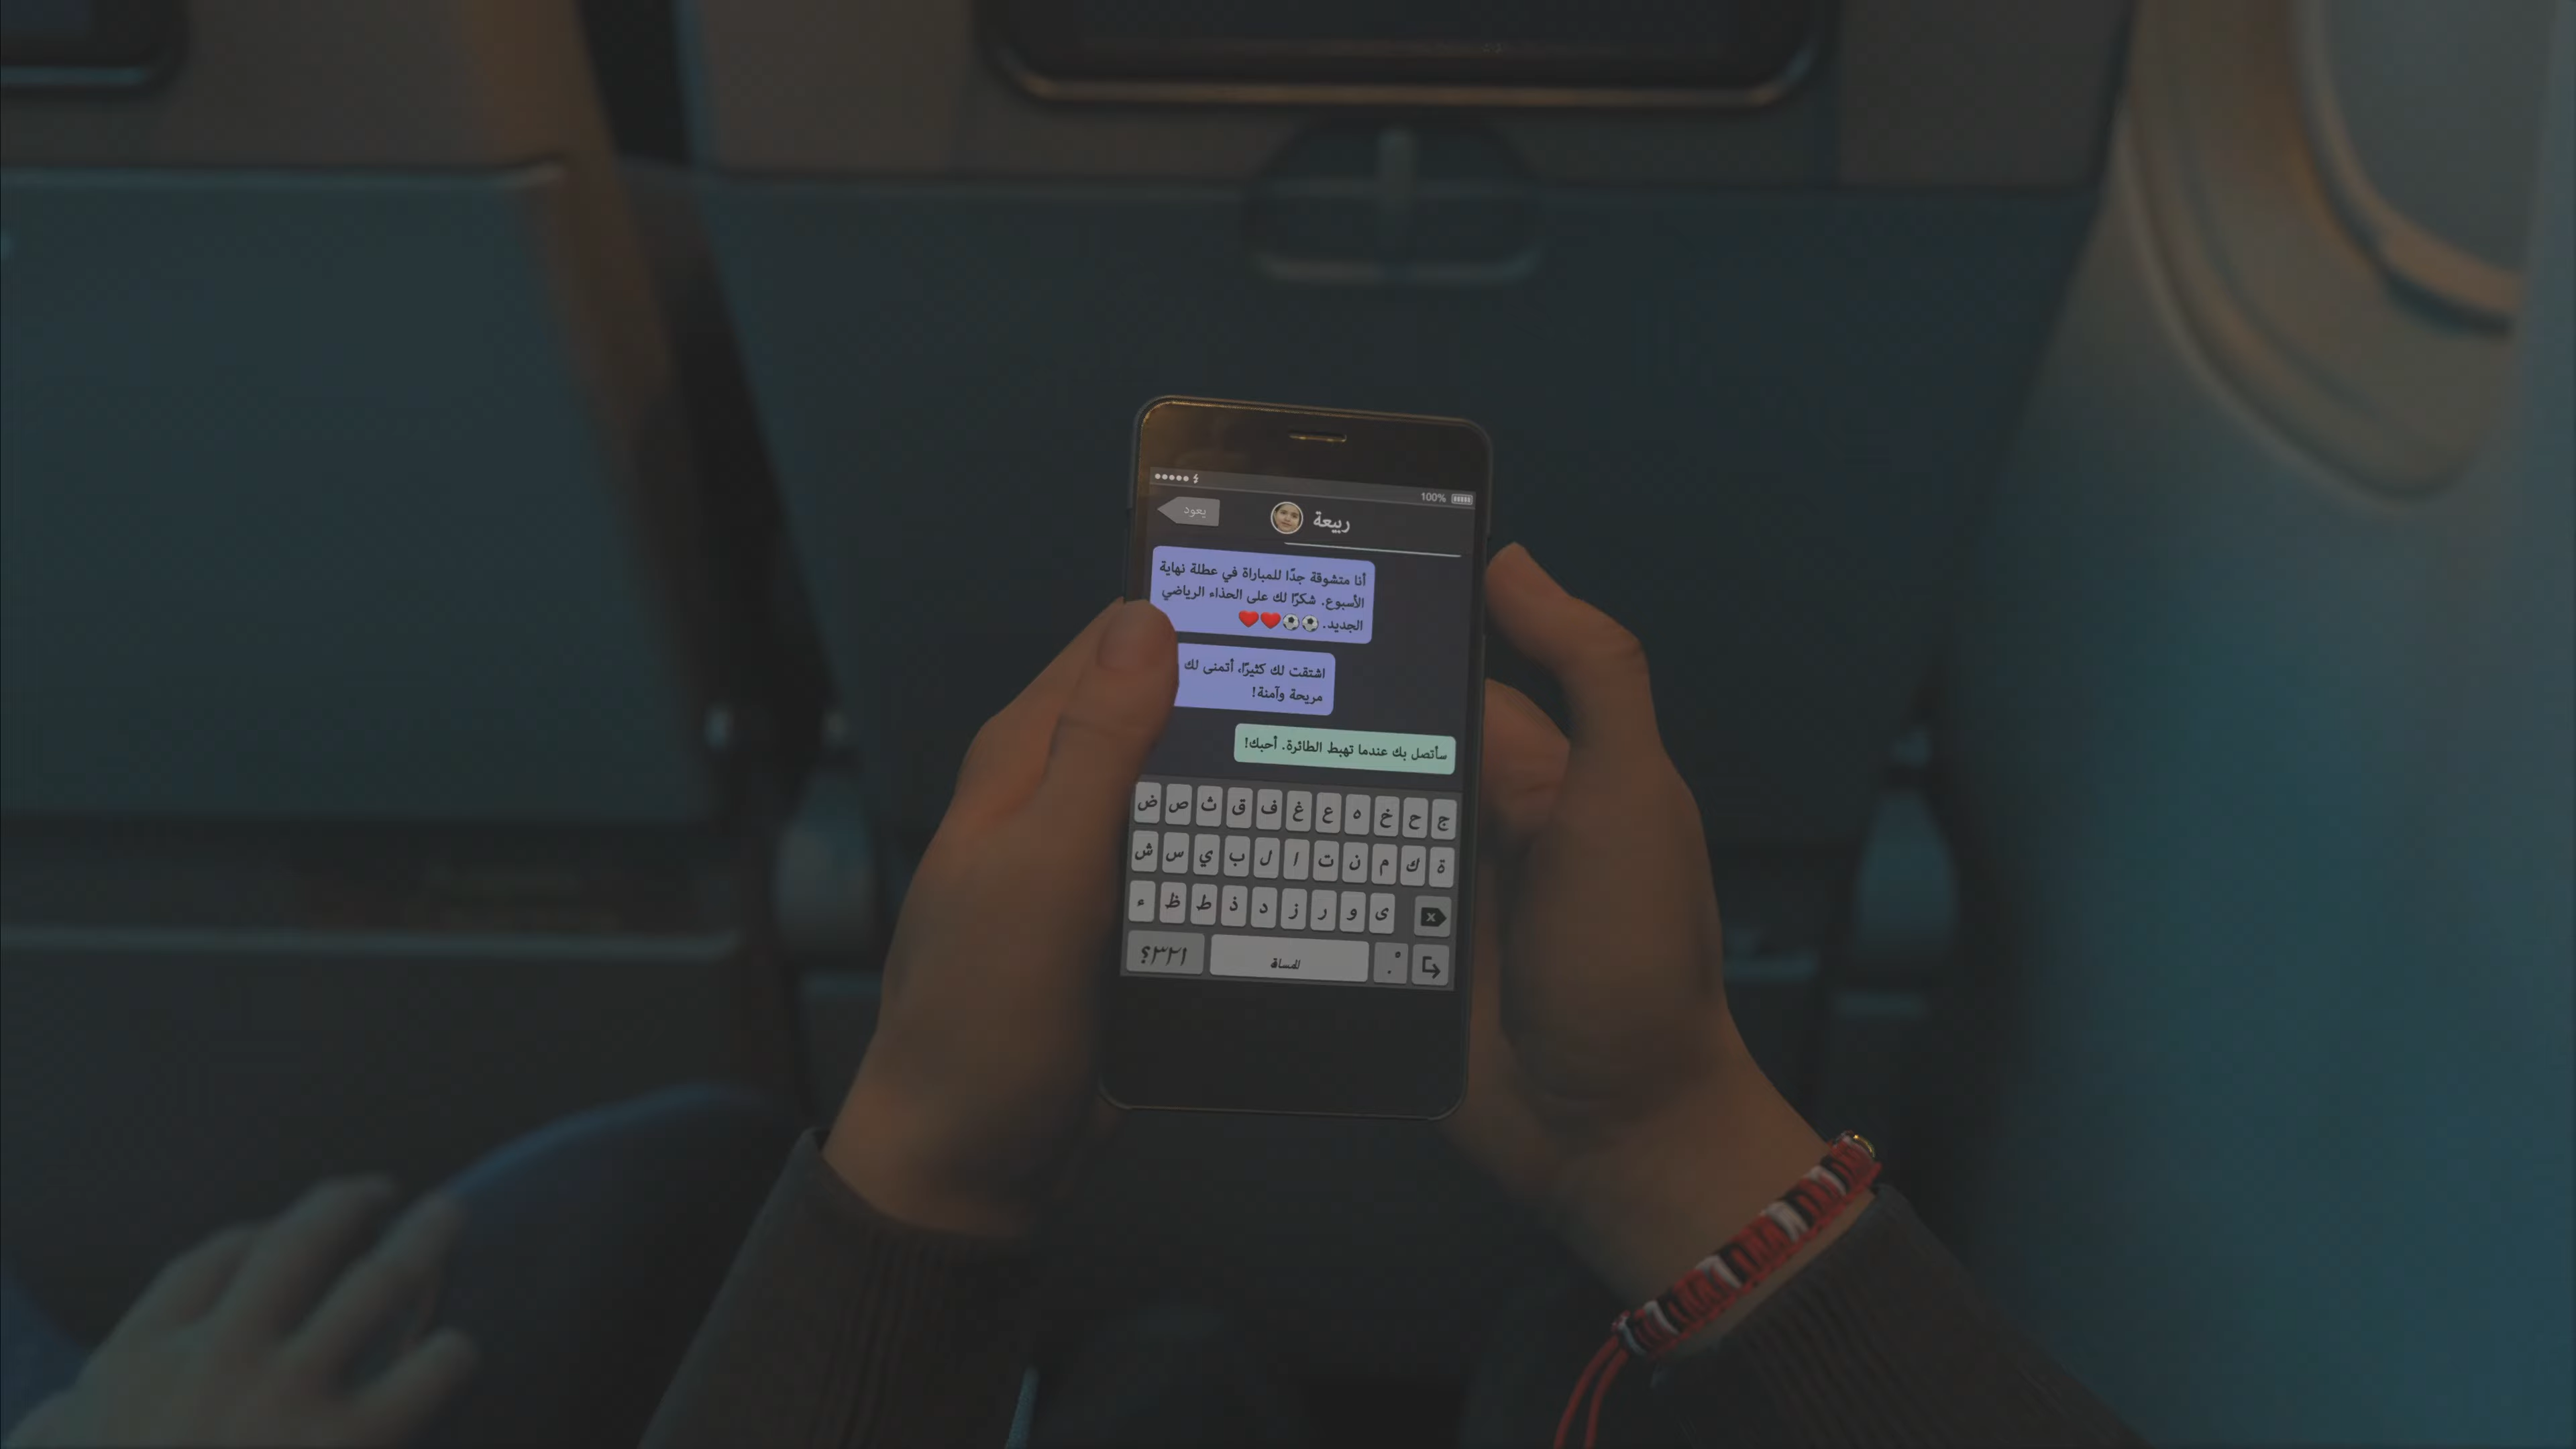 100%
يعود
ربيعة
أنا متشوقة جدًا للمباراة في عطلة نهاية
الأسبوع. شكرًا لك على الحذاء الرياضي
الجديد. ⚽⚽❤️❤️
اشتقت لك كثيرًا، أتمنى لك
مريحة وآمنة!
سأتصل بك عندما تهبط الطائرة. أحبك!
ض ص ث ق ف غ ع ه خ ح ج
ش س ي ب ل ا ت ن م ك ة
ء ظ ط ذ د ز ر و ى
؟٣٢١ المسافة .